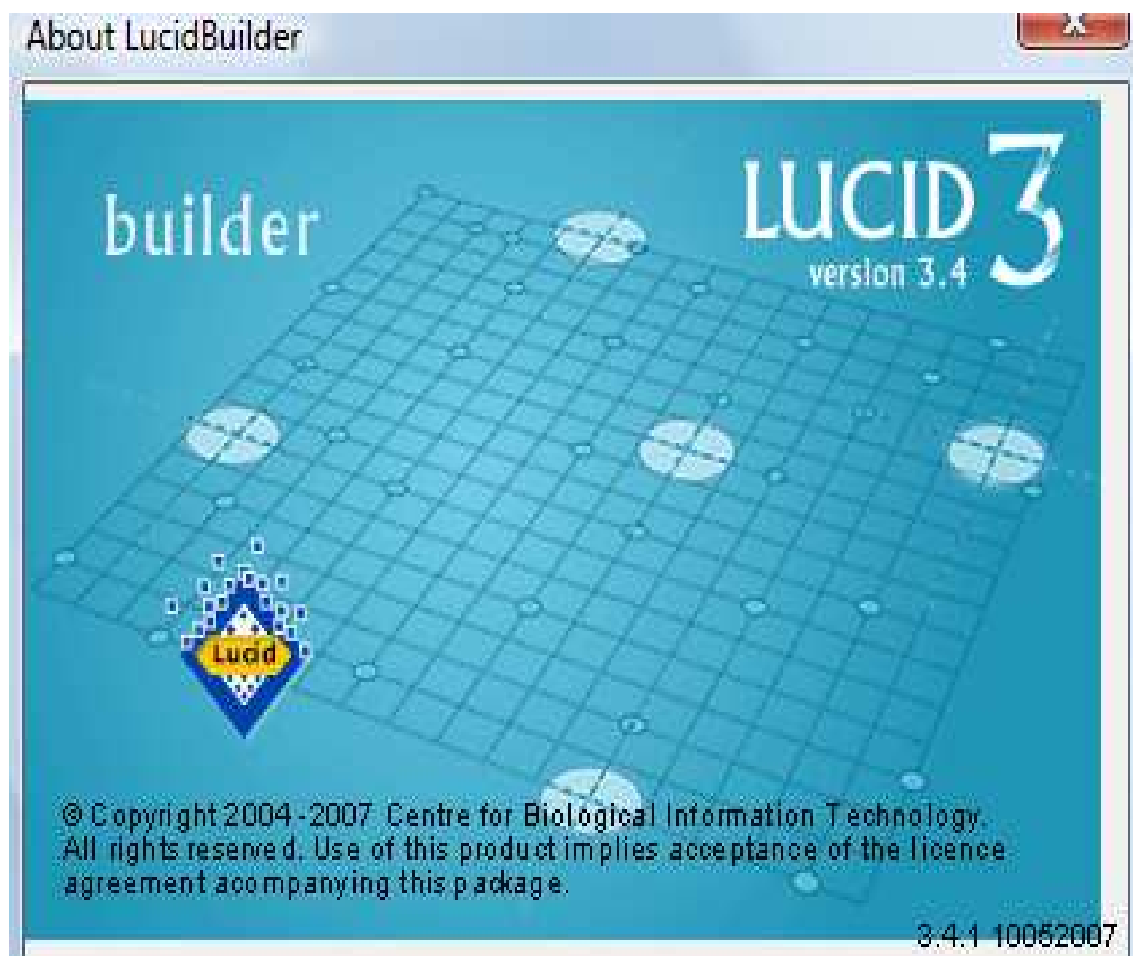 About LucidBuilder
X
builder
LUCID 3
version 3.4
Lucid
© Copyright 2004-2007 Centre for Biological Information Technology.
All rights reserved. Use of this product implies acceptance of the licence
agreement acompanying this package.
3.4.1 10052007